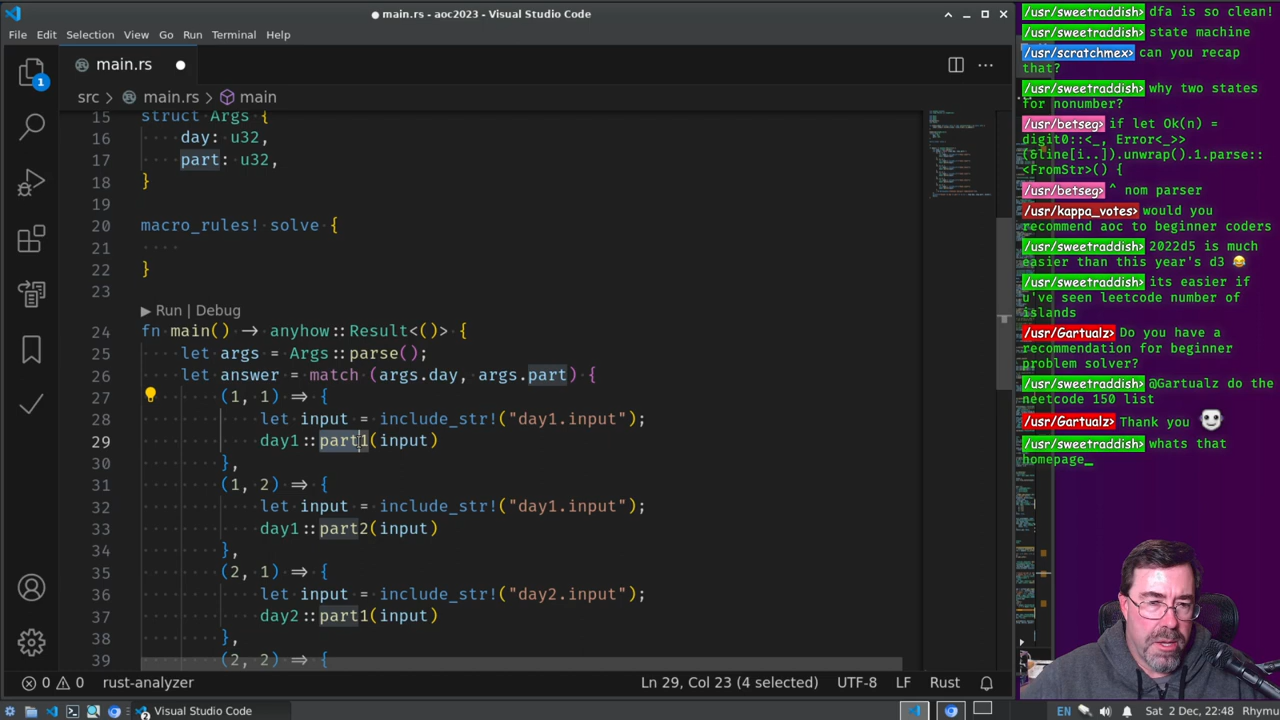 main.rs - aoc2023 - Visual Studio Code
File Edit Selection View Go Run Terminal Help
1
main.rs
src > main.rs > main
15 struct Args {
16 day: u32,
17 part: u32,
18 }
19
20 macro_rules! solve {
21
22 }
23
Run | Debug
24 fn main() -> anyhow::Result<()> {
25 let args = Args::parse();
26 let answer = match (args.day, args.part) {
27 (1, 1) => {
28 let input = include_str!("day1.input");
29 day1::part1(input)
30 },
31 (1, 2) => {
32 let input = include_str!("day1.input");
33 day1::part2(input)
34 },
35 (2, 1) => {
36 let input = include_str!("day2.input");
37 day2::part1(input)
38 },
39 (2, 2) => {
0 0 rust-analyzer Ln 29, Col 23 (4 selected) UTF-8 LF Rust
2 Visual Studio Code EN Sat 2 Dec, 22:48 Rhymu
/usr/sweetraddish> dfa is so clean!
/usr/sweetraddish> state machine
/usr/scratchmex> can you recap
that?
/usr/sweetraddish> why two states
for nonumber?
/usr/betseg> if let Ok(n) =
digit0::<_, Error<_>>
(&line[i..]).unwrap().1.parse::
<FromStr>() {
/usr/betseg> ^ nom parser
/usr/kappa_votes> would you
recommend aoc to beginner coders
/usr/sweetraddish> 2022d5 is much
easier than this year's d3 😂
/usr/sweetraddish> its easier if
u've seen leetcode number of
islands
/usr/Gartualz> Do you have a
recommendation for beginner
problem solver?
/usr/sweetraddish> @Gartualz do the
neetcode 150 list
/usr/Gartualz> Thank you
/usr/sweetraddish> whats that
homepage_